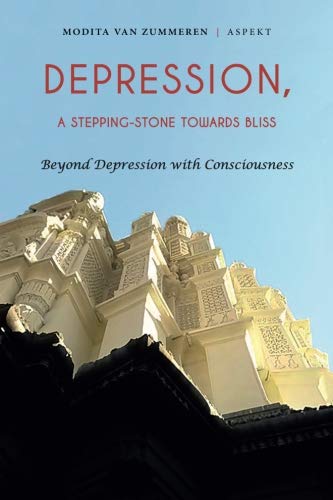 MODITA VAN ZUMMEREN | ASPEKT
DEPRESSION,
A STEPPING-STONE TOWARDS BLISS
Beyond Depression with Consciousness